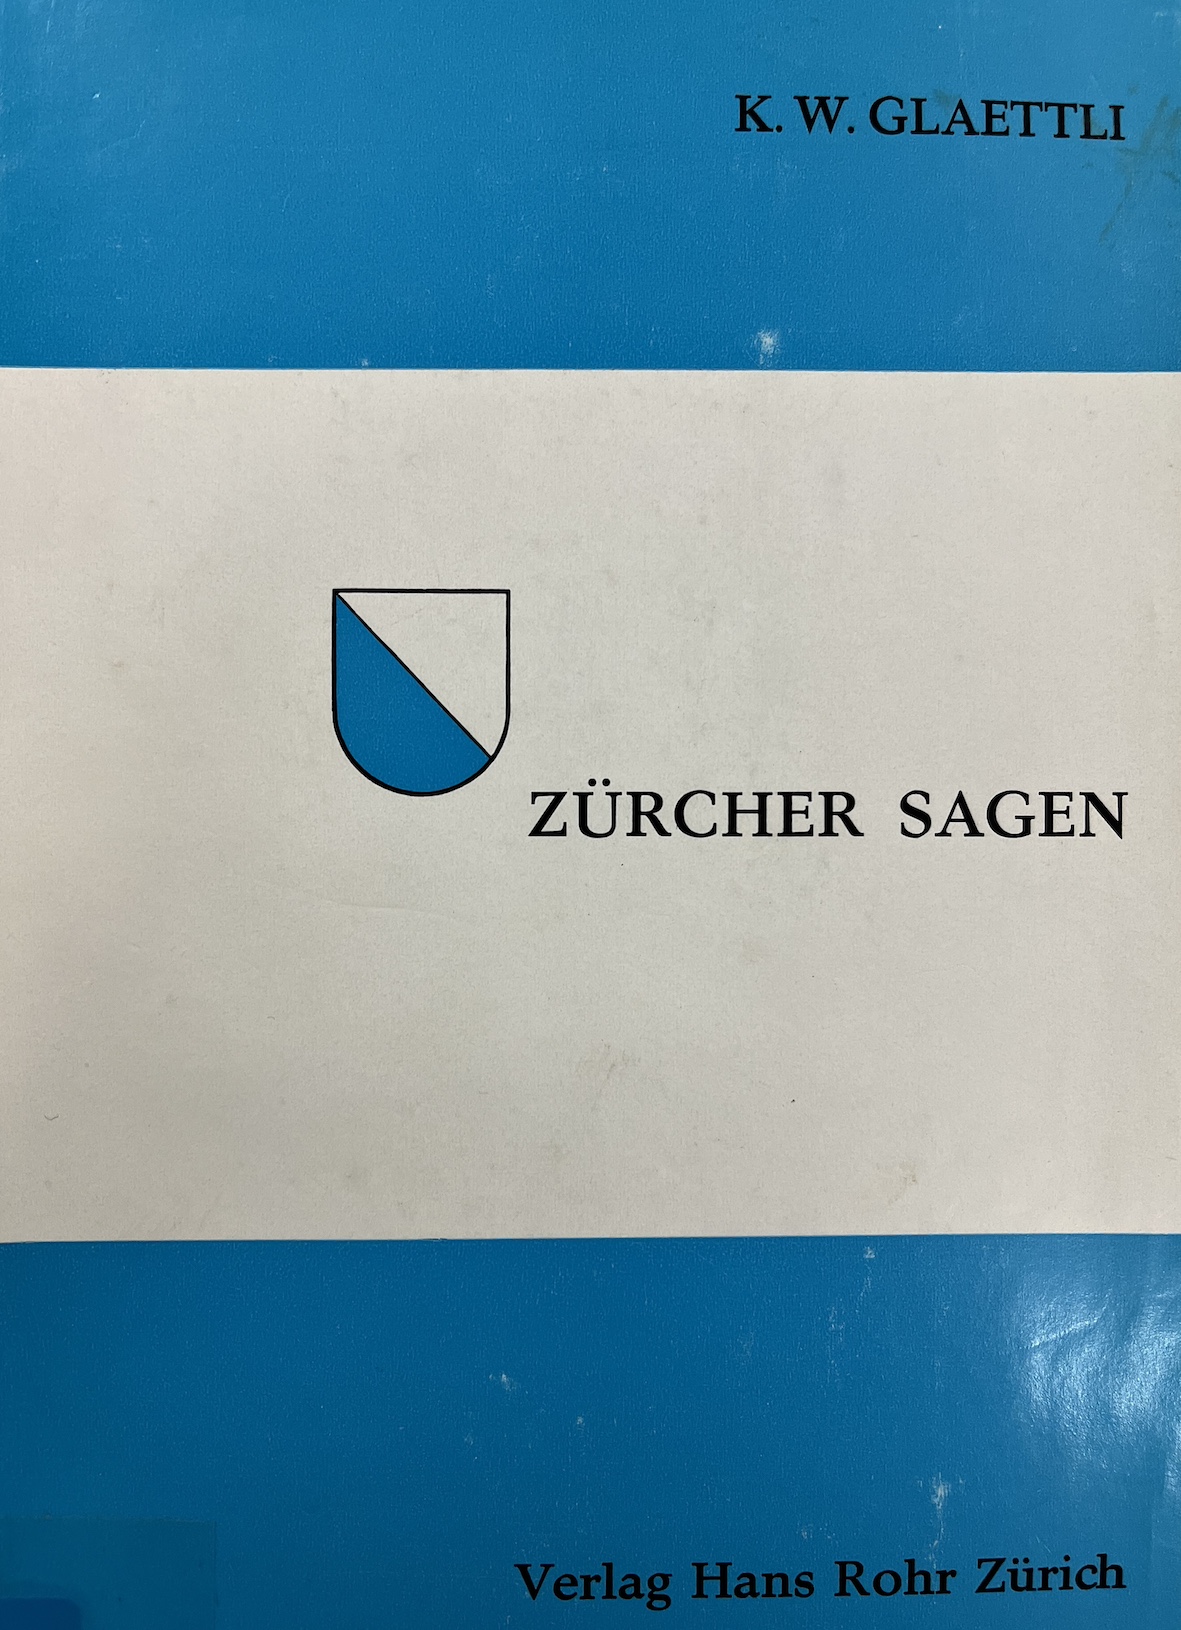 K. W. GLAETTLI
ZÜRCHER SAGEN
Verlag Hans Rohr Zürich